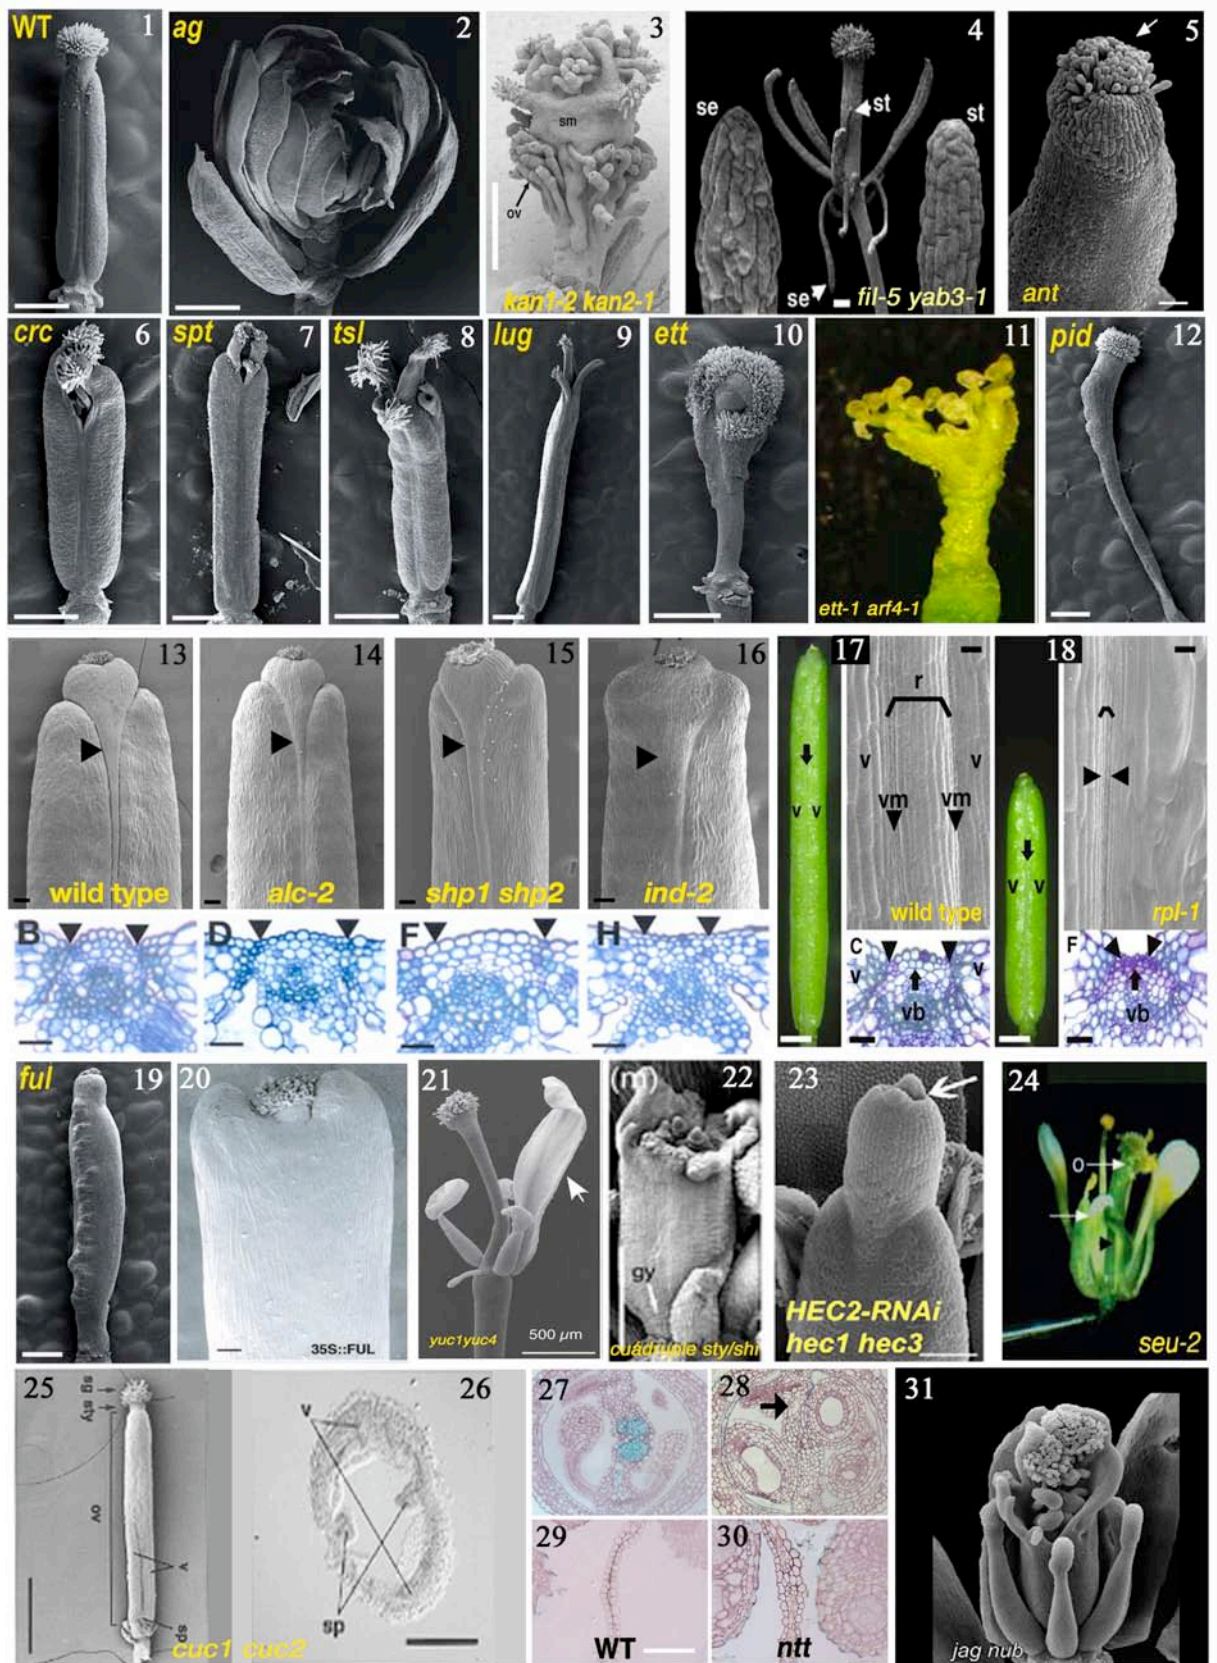 WT 1
ag 2
3
sm
ov
kan1-2 kan2-1
4
se
st
st
se
fil-5 yab3-1
5
ant
crc 6
spt 7
tsl 8
lug 9
ett 10
11
ett-1 arf4-1
pid 12
13
wild type
14
alc-2
15
shp1 shp2
16
ind-2
B
D
F
H
17
v v
r
v
v
vm
vm
wild type
C
v
v
vb
18
v v
rpl-1
F
vb
ful 19
20
35S::FUL
21
yuc1yuc4
500 µm
(m) 22
gy
cuádruple sty/shi
23
HEC2-RNAi
hec1 hec3
24
o
seu-2
25
sg sty
ov
v
sp
26
v
sp
cuc1 cuc2
27
28
29
WT
30
ntt
31
jag nub